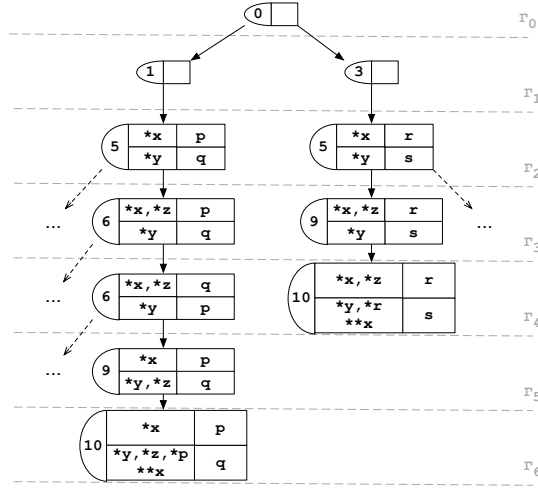 0
r0
1
3
r1
5 *x p
*y q
5 *x r
*y s
r2
...
6 *x,*z p
*y q
9 *x,*z r
*y s
...
r3
...
6 *x,*z q
*y p
10 *x,*z r
*y,*r
**x s
r4
...
9 *x p
*y,*z q
r5
10 *x p
*y,*z,*p
**x q
r6